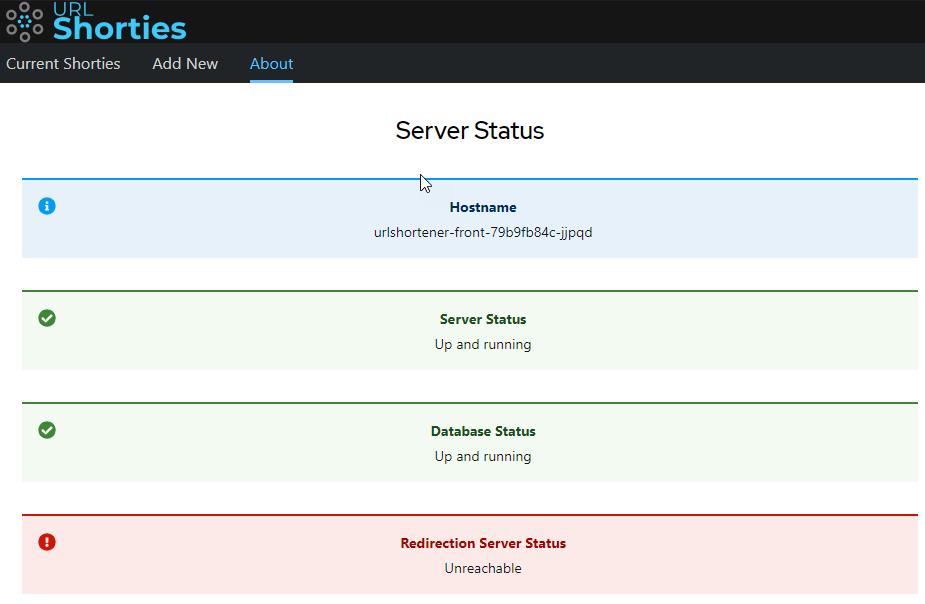 URL
Shorties
Current Shorties Add New About
Server Status
Hostname
urlshortener-front-79b9fb84c-jjpqd
Server Status
Up and running
Database Status
Up and running
Redirection Server Status
Unreachable